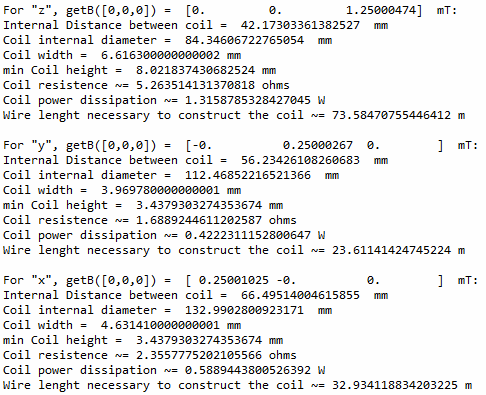 For "z", getB([0,0,0]) =  [0.         0.         1.25000474]  mT:
Internal Distance between coil =  42.17303361382527  mm
Coil internal diameter =  84.34606722765054  mm
Coil width =  6.616300000000002 mm
min Coil height =  8.021837430682524 mm
Coil resistence ~= 5.263514131370818 ohms
Coil power dissipation ~= 1.3158785328427045 W
Wire lenght necessary to construct the coil ~= 73.58470755446412 m
For "y", getB([0,0,0]) =  [-0.          0.25000267  0.        ]  mT:
Internal Distance between coil =  56.23426108260683  mm
Coil internal diameter =  112.46852216521366  mm
Coil width =  3.969780000000001 mm
min Coil height =  3.4379303274353674 mm
Coil resistence ~= 1.6889244611202587 ohms
Coil power dissipation ~= 0.4222311152800647 W
Wire lenght necessary to construct the coil ~= 23.61141424745224 m
For "x", getB([0,0,0]) =  [ 0.25001025 -0.          0.        ]  mT:
Internal Distance between coil =  66.49514004615855  mm
Coil internal diameter =  132.9902800923171  mm
Coil width =  4.631410000000001 mm
min Coil height =  3.4379303274353674 mm
Coil resistence ~= 2.3557775202105566 ohms
Coil power dissipation ~= 0.5889443800526392 W
Wire lenght necessary to construct the coil ~= 32.934118834203225 m